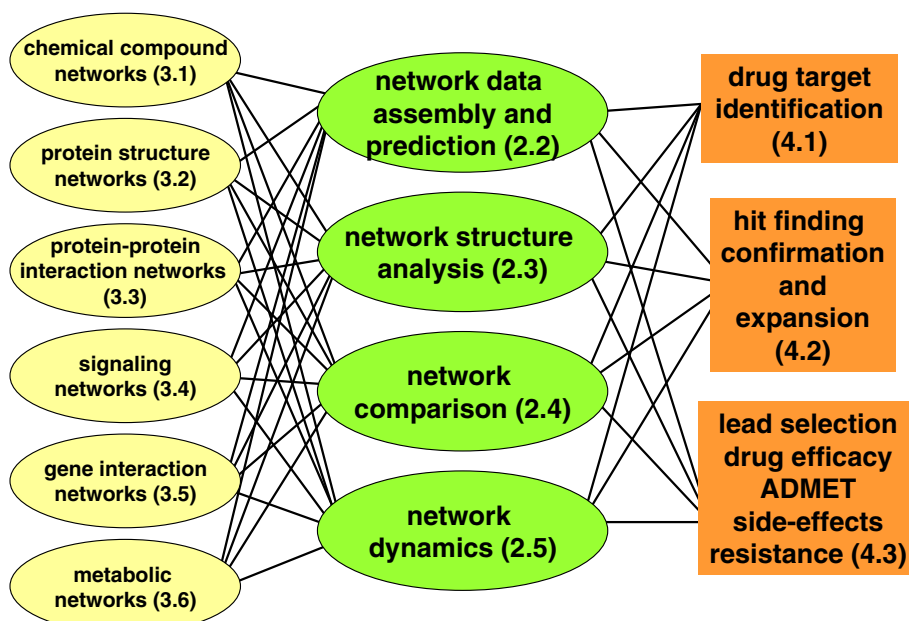 chemical compound
networks (3.1)
protein structure
networks (3.2)
protein-protein
interaction networks
(3.3)
signaling
networks (3.4)
gene interaction
networks (3.5)
metabolic
networks (3.6)
network data
assembly and
prediction (2.2)
network structure
analysis (2.3)
network
comparison (2.4)
network
dynamics (2.5)
drug target
identification
(4.1)
hit finding
confirmation
and
expansion
(4.2)
lead selection
drug efficacy
ADMET
side-effects
resistance (4.3)